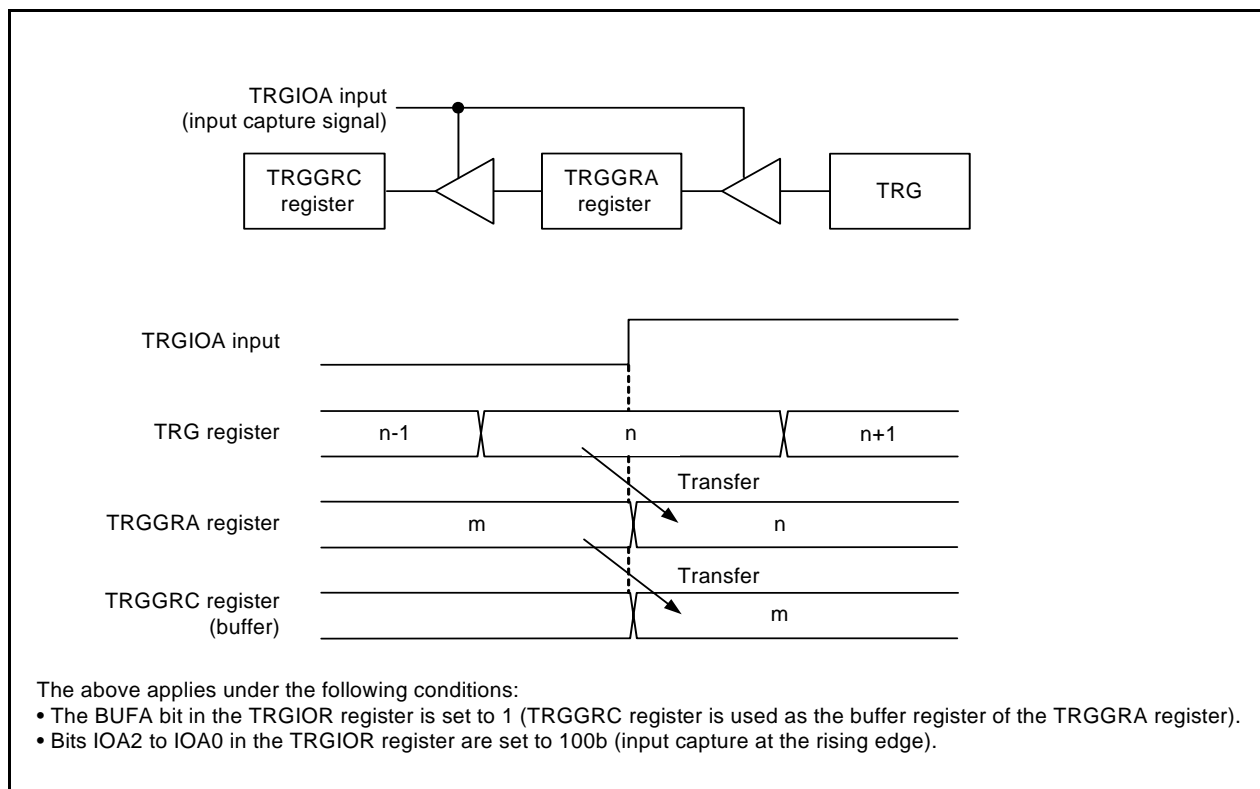 TRGIOA input
(input capture signal)
TRGGRC
register
TRGGRA
register
TRG
TRGIOA input
TRG register
n-1
n
n+1
Transfer
TRGGRA register
m
n
Transfer
TRGGRC register
(buffer)
m
The above applies under the following conditions:
• The BUFA bit in the TRGIOR register is set to 1 (TRGGRC register is used as the buffer register of the TRGGRA register).
• Bits IOA2 to IOA0 in the TRGIOR register are set to 100b (input capture at the rising edge).